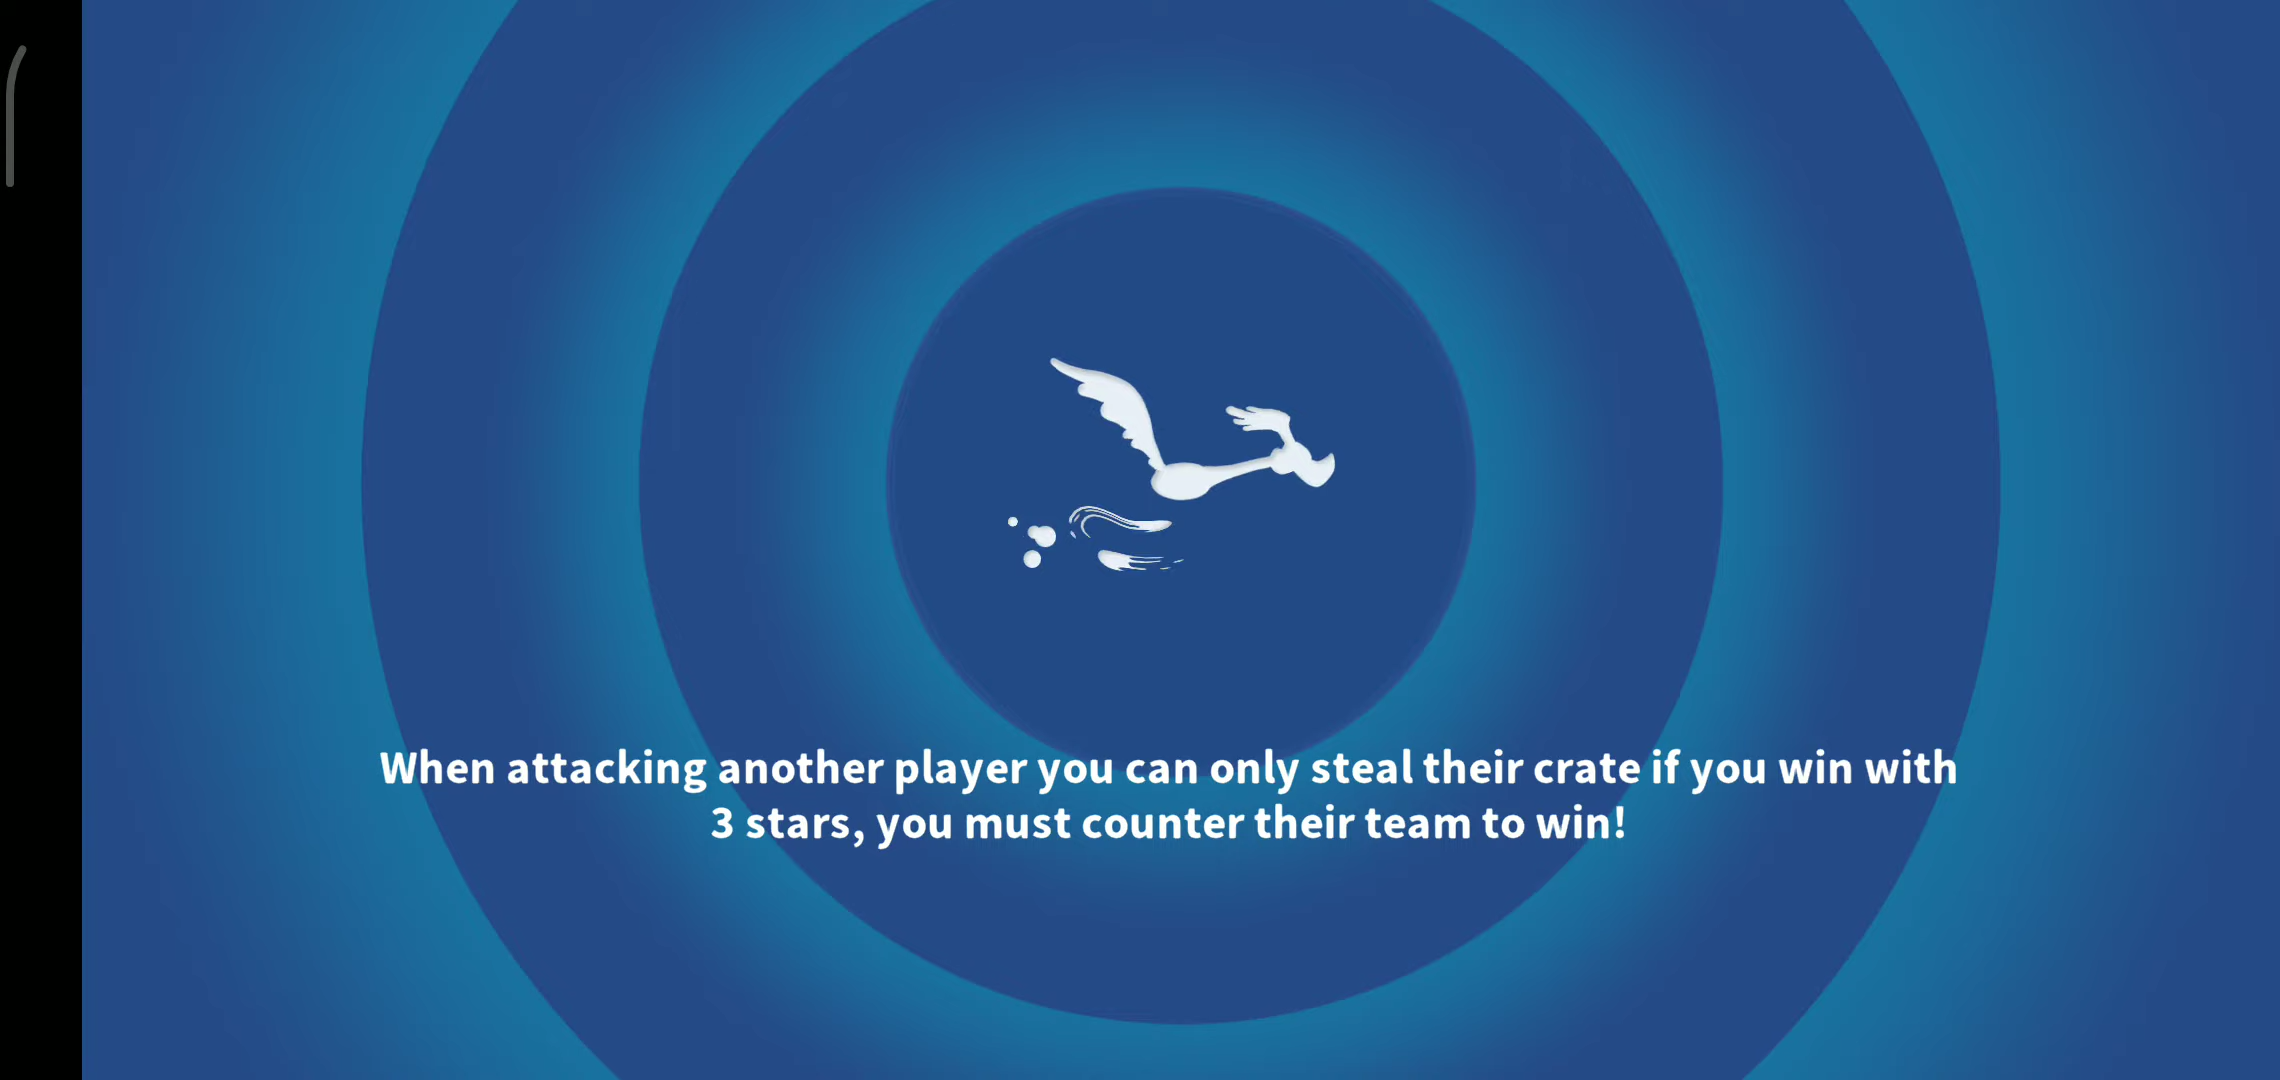 When attacking another player you can only steal their crate if you win with
3 stars, you must counter their team to win!